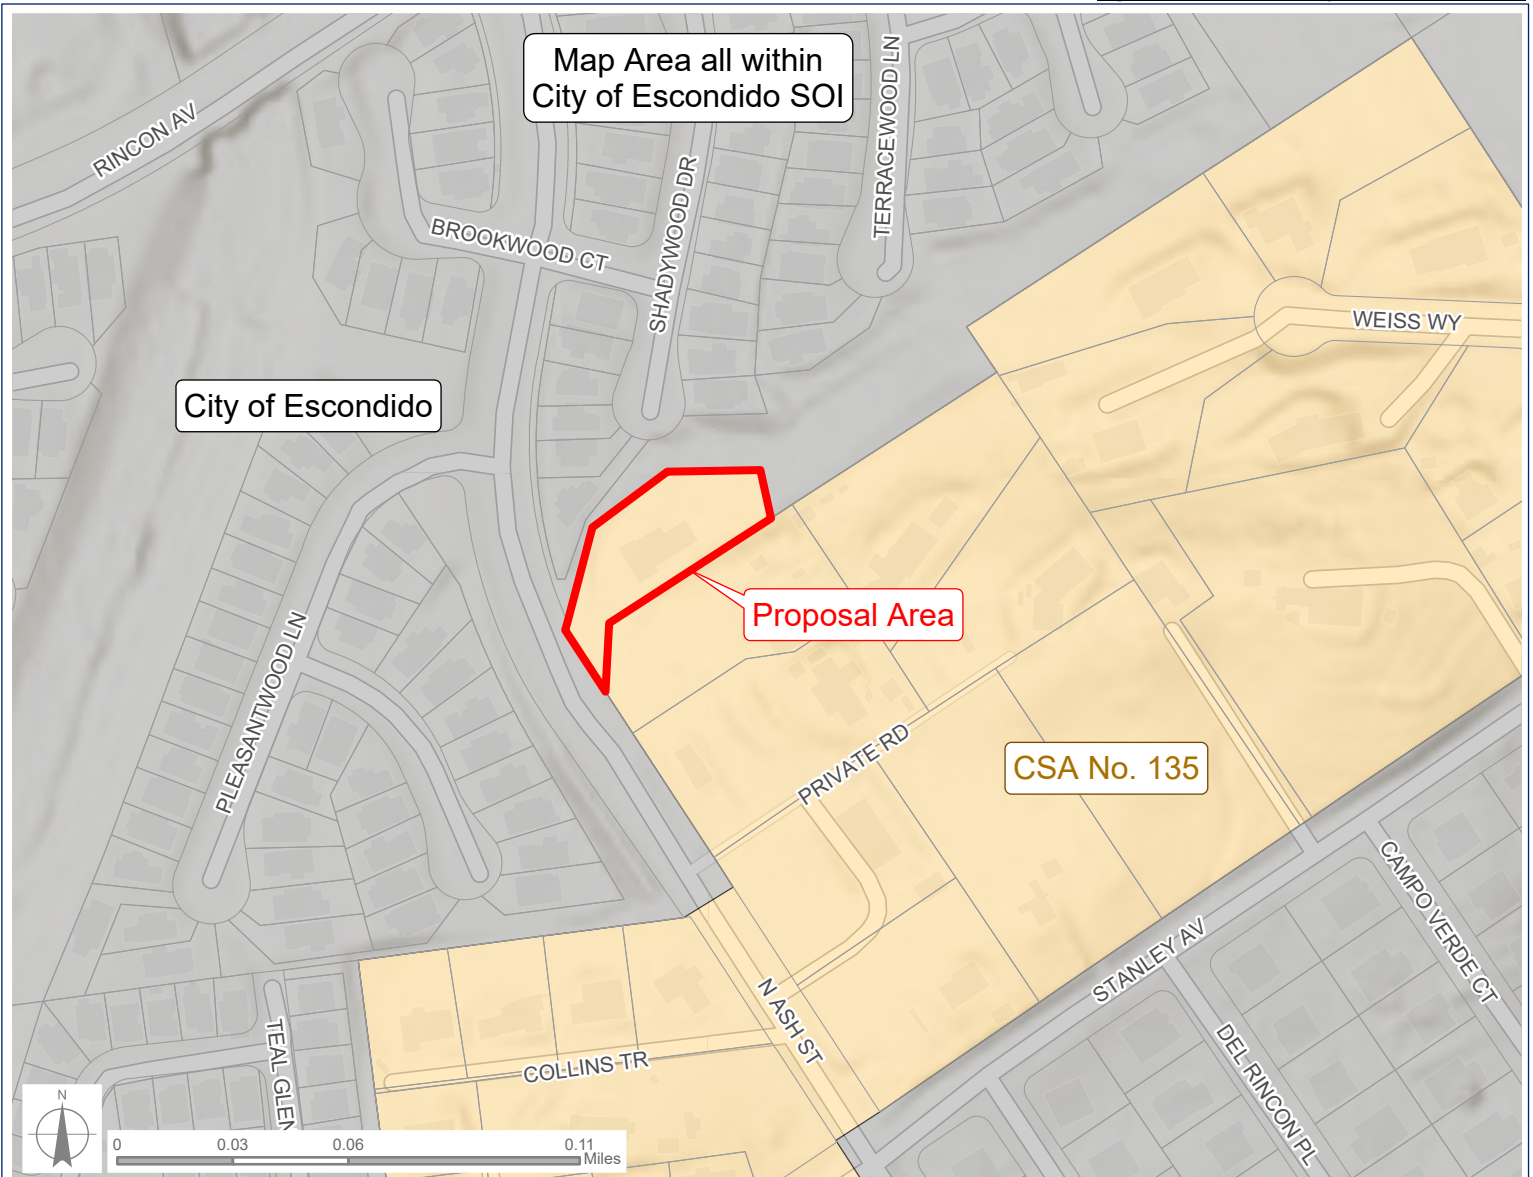 Map Area all within
City of Escondido SOI
RINCON AV
TERRACEWOOD LN
BROOKWOOD CT
SHADYWOOD DR
WEISS WY
City of Escondido
Proposal Area
PLEASANTWOOD LN
PRIVATE RD
CSA No. 135
CAMPO VERDE CT
STANLEY AV
N ASH ST
DEL RINCON PL
TEAL GLEN
COLLINS TR
N
0 0.03 0.06 0.11
Miles